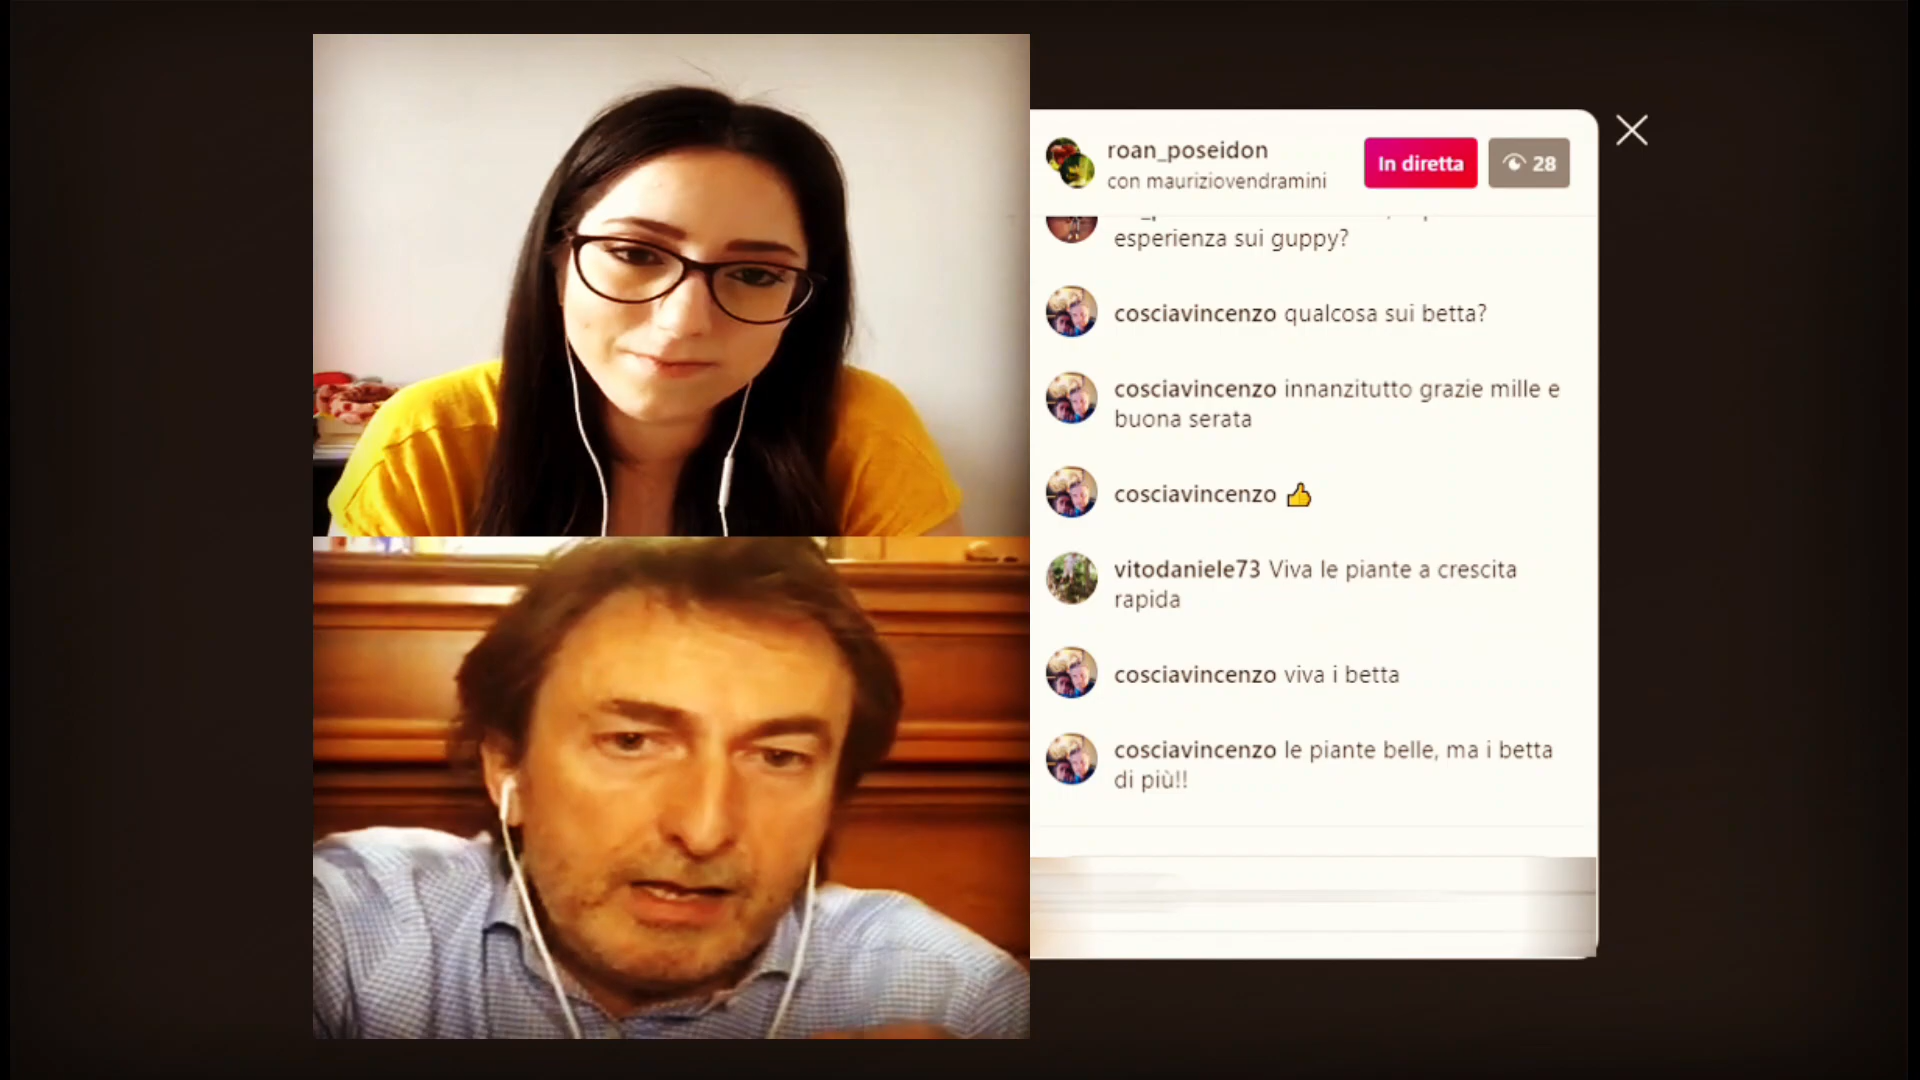 roan_poseidon
con mauriziovendramini
In diretta
28
esperienza sui guppy?
cosciavincenzo qualcosa sui betta?
cosciavincenzo innanzitutto grazie mille e
buona serata
cosciavincenzo 👍
vitodaniele73 Viva le piante a crescita
rapida
cosciavincenzo viva i betta
cosciavincenzo le piante belle, ma i betta
di più!!